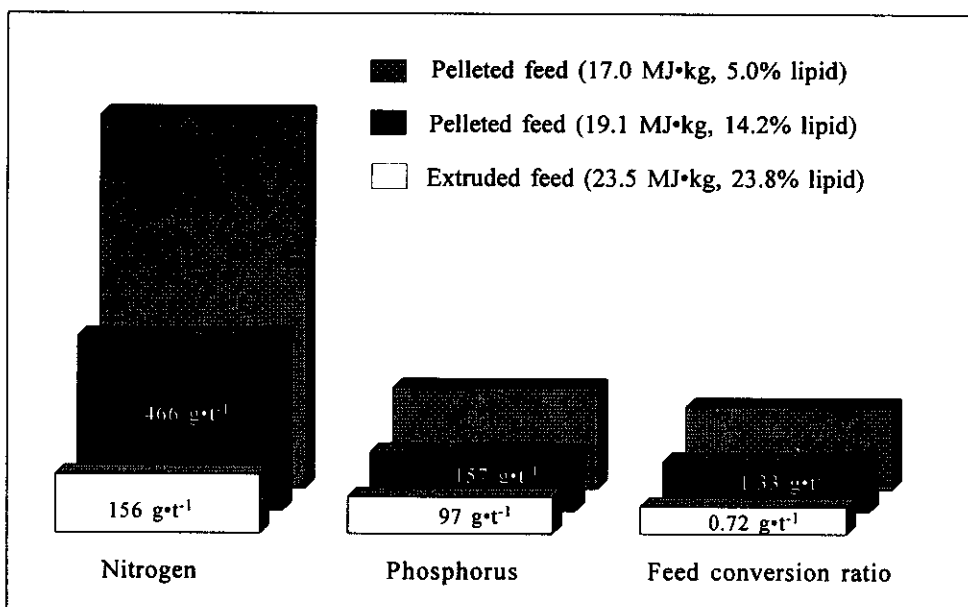 Pelleted feed (17.0 MJ•kg, 5.0% lipid)
Pelleted feed (19.1 MJ•kg, 14.2% lipid)
Extruded feed (23.5 MJ•kg, 23.8% lipid)
466 g•t⁻¹
156 g•t⁻¹
157 g•t⁻¹
97 g•t⁻¹
1.33 g•t
0.72 g•t⁻¹
Nitrogen
Phosphorus
Feed conversion ratio